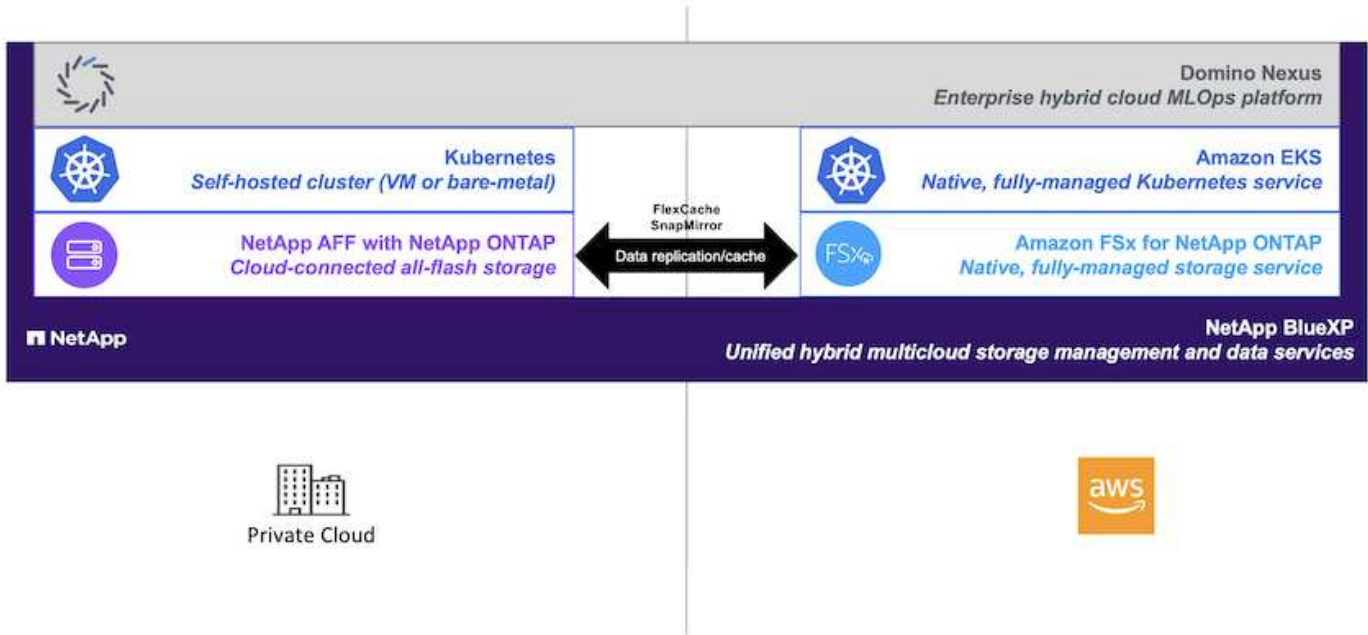 Domino Nexus
Enterprise hybrid cloud MLOps platform
Kubernetes
Self-hosted cluster (VM or bare-metal)
Amazon EKS
Native, fully-managed Kubernetes service
FlexCache
SnapMirror
Data replication/cache
NetApp AFF with NetApp ONTAP
Cloud-connected all-flash storage
FSx
Amazon FSx for NetApp ONTAP
Native, fully-managed storage service
NetApp
NetApp BlueXP
Unified hybrid multicloud storage management and data services
Private Cloud
aws